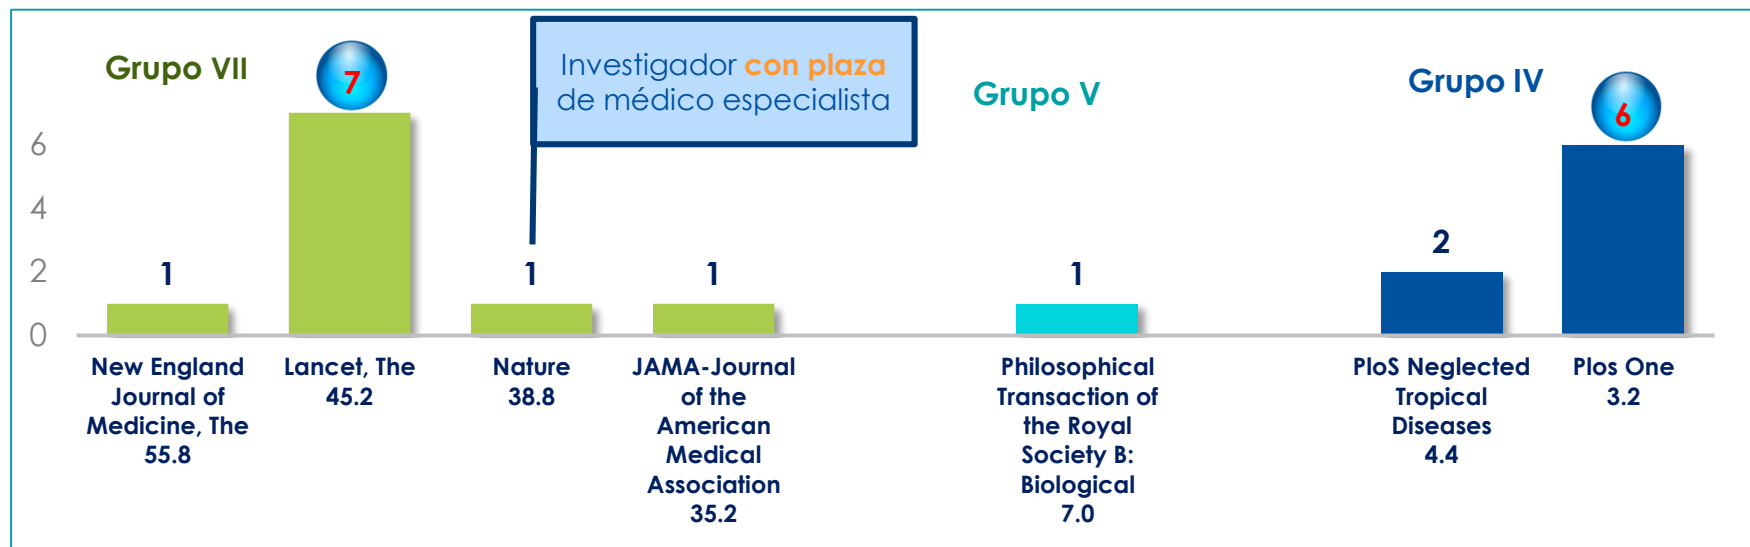 Grupo VII
7
Investigador con plaza
de médico especialista
Grupo V
Grupo IV
6
6
4
2
0
1
1
1
1
2
New England
Journal of
Medicine, The
55.8
Lancet, The
45.2
Nature
38.8
JAMA-Journal
of the
American
Medical
Association
35.2
Philosophical
Transaction of
the Royal
Society B:
Biological
7.0
PloS Neglected
Tropical
Diseases
4.4
Plos One
3.2